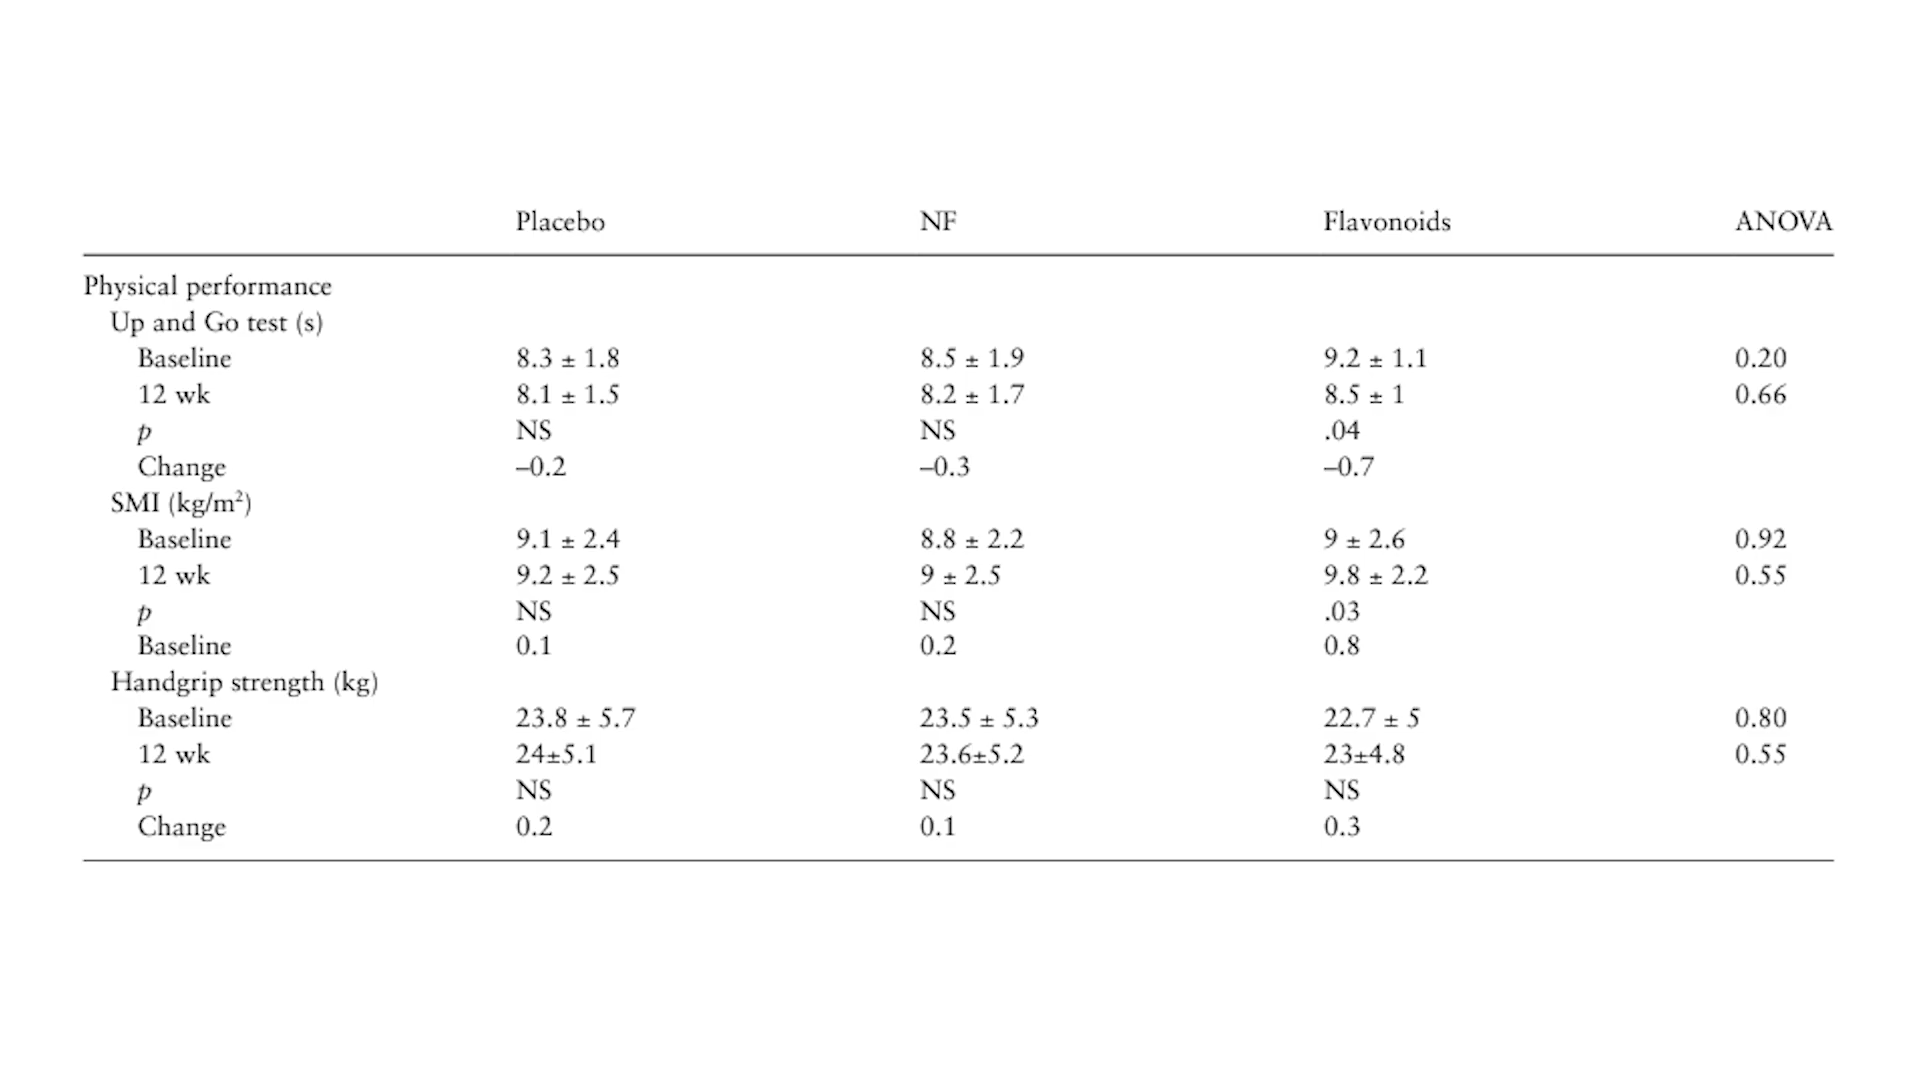 Placebo NF Flavonoids ANOVA
Physical performance
Up and Go test (s)
Baseline 8.3 ± 1.8 8.5 ± 1.9 9.2 ± 1.1 0.20
12 wk 8.1 ± 1.5 8.2 ± 1.7 8.5 ± 1 0.66
p NS NS .04
Change –0.2 –0.3 –0.7
SMI (kg/m²)
Baseline 9.1 ± 2.4 8.8 ± 2.2 9 ± 2.6 0.92
12 wk 9.2 ± 2.5 9 ± 2.5 9.8 ± 2.2 0.55
p NS NS .03
Baseline 0.1 0.2 0.8
Handgrip strength (kg)
Baseline 23.8 ± 5.7 23.5 ± 5.3 22.7 ± 5 0.80
12 wk 24±5.1 23.6±5.2 23±4.8 0.55
p NS NS NS
Change 0.2 0.1 0.3